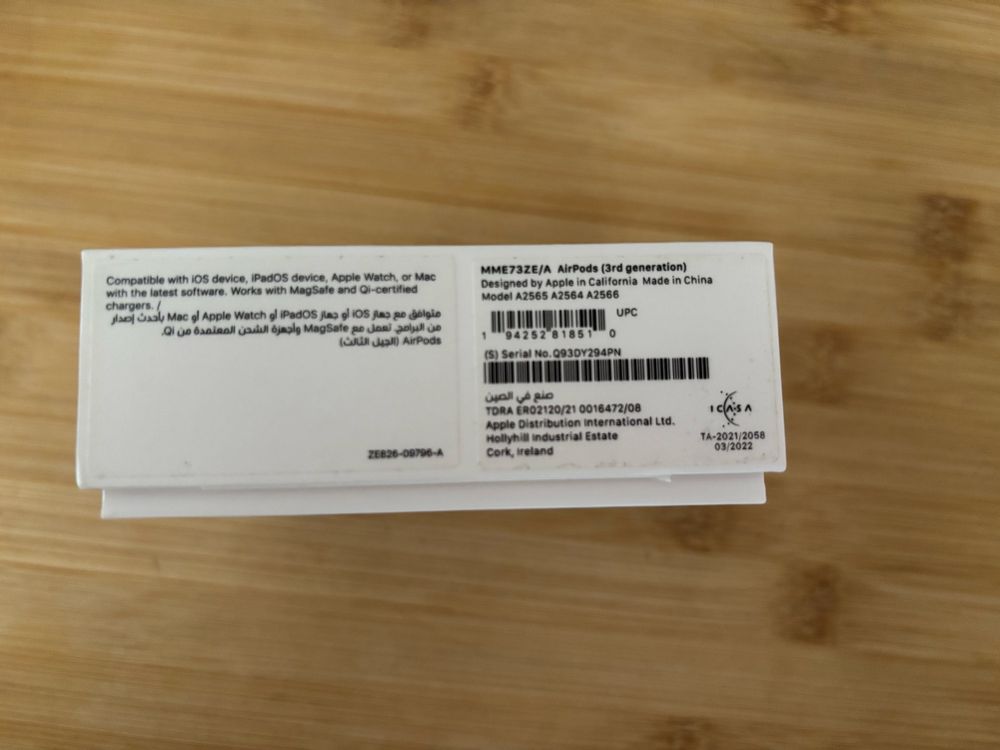 Compatible with iOS device, iPadOS device, Apple Watch, or Mac
with the latest software. Works with MagSafe and Qi-certified
chargers. /
متوافق مع جهاز iOS أو جهاز iPadOS أو Apple Watch أو Mac بأحدث إصدار
من البرامج. تعمل مع MagSafe وأجهزة الشحن المعتمدة من Qi.
AirPods (الجيل الثالث)
ZE826-09796-A
MME73ZE/A AirPods (3rd generation)
Designed by Apple in California Made in China
Model A2565 A2564 A2566
UPC
1 94252 81851 0
(S) Serial No. Q93DY294PN
صنع في الصين
TDRA ER02120/21 0016472/08
Apple Distribution International Ltd.
Hollyhill Industrial Estate
Cork, Ireland
ICASA
TA-2021/2058
03/2022